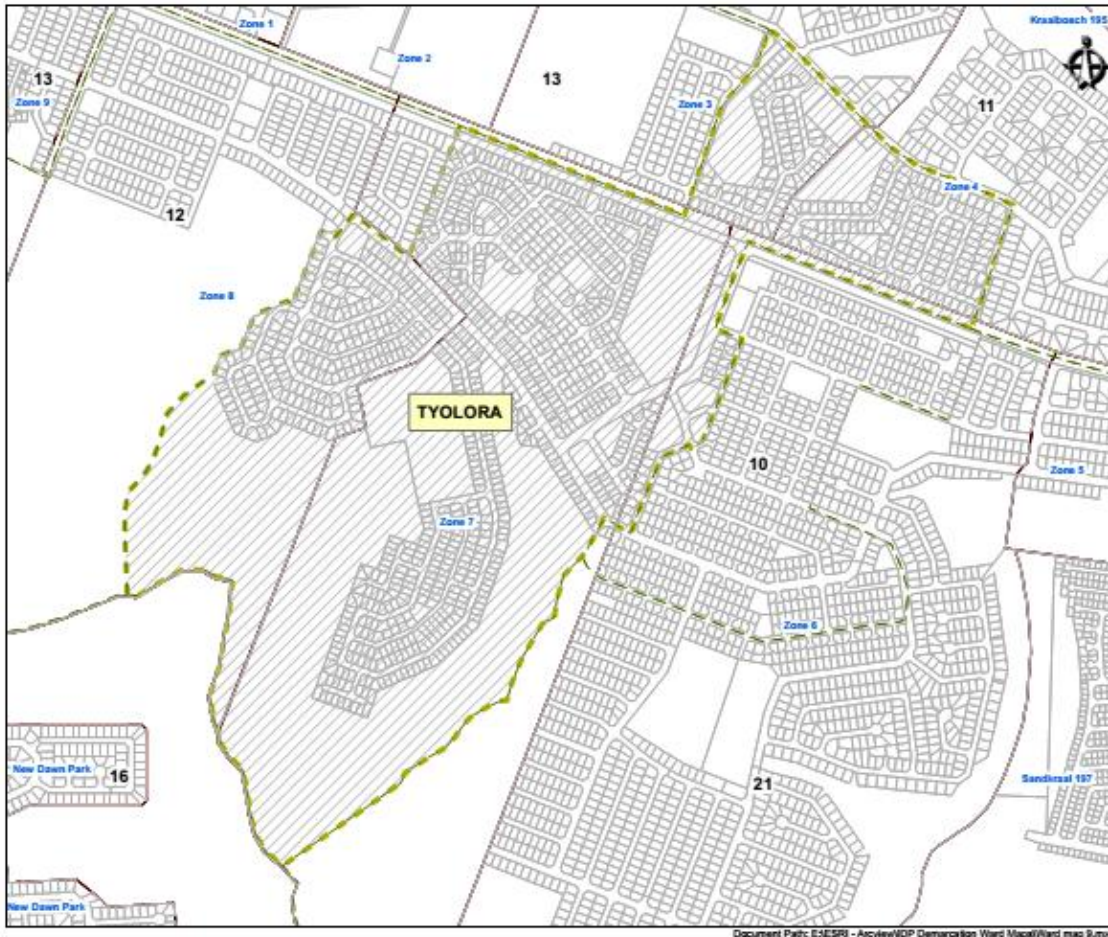 Zone 1
Kraalbosch 195
Zone 2
13
13
Zone 9
Zone 3
11
Zone 4
12
Zone 8
TYOLORA
10
Zone 5
Zone 7
Zone 6
New Dawn Park
16
Sandkraal 197
21
New Dawn Park